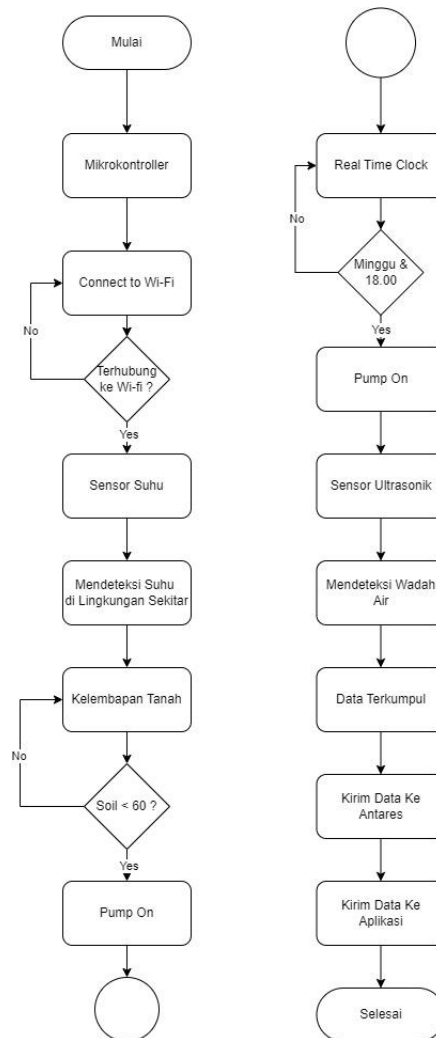 Mulai
Mikrokontroller
Connect to Wi-Fi
No
Terhubung
ke Wi-fi ?
Yes
Sensor Suhu
Mendeteksi Suhu
di Lingkungan Sekitar
Kelembapan Tanah
No
Soil < 60 ?
Yes
Pump On
Real Time Clock
No
Minggu &
18.00
Yes
Pump On
Sensor Ultrasonik
Mendeteksi Wadah
Air
Data Terkumpul
Kirim Data Ke
Antares
Kirim Data Ke
Aplikasi
Selesai